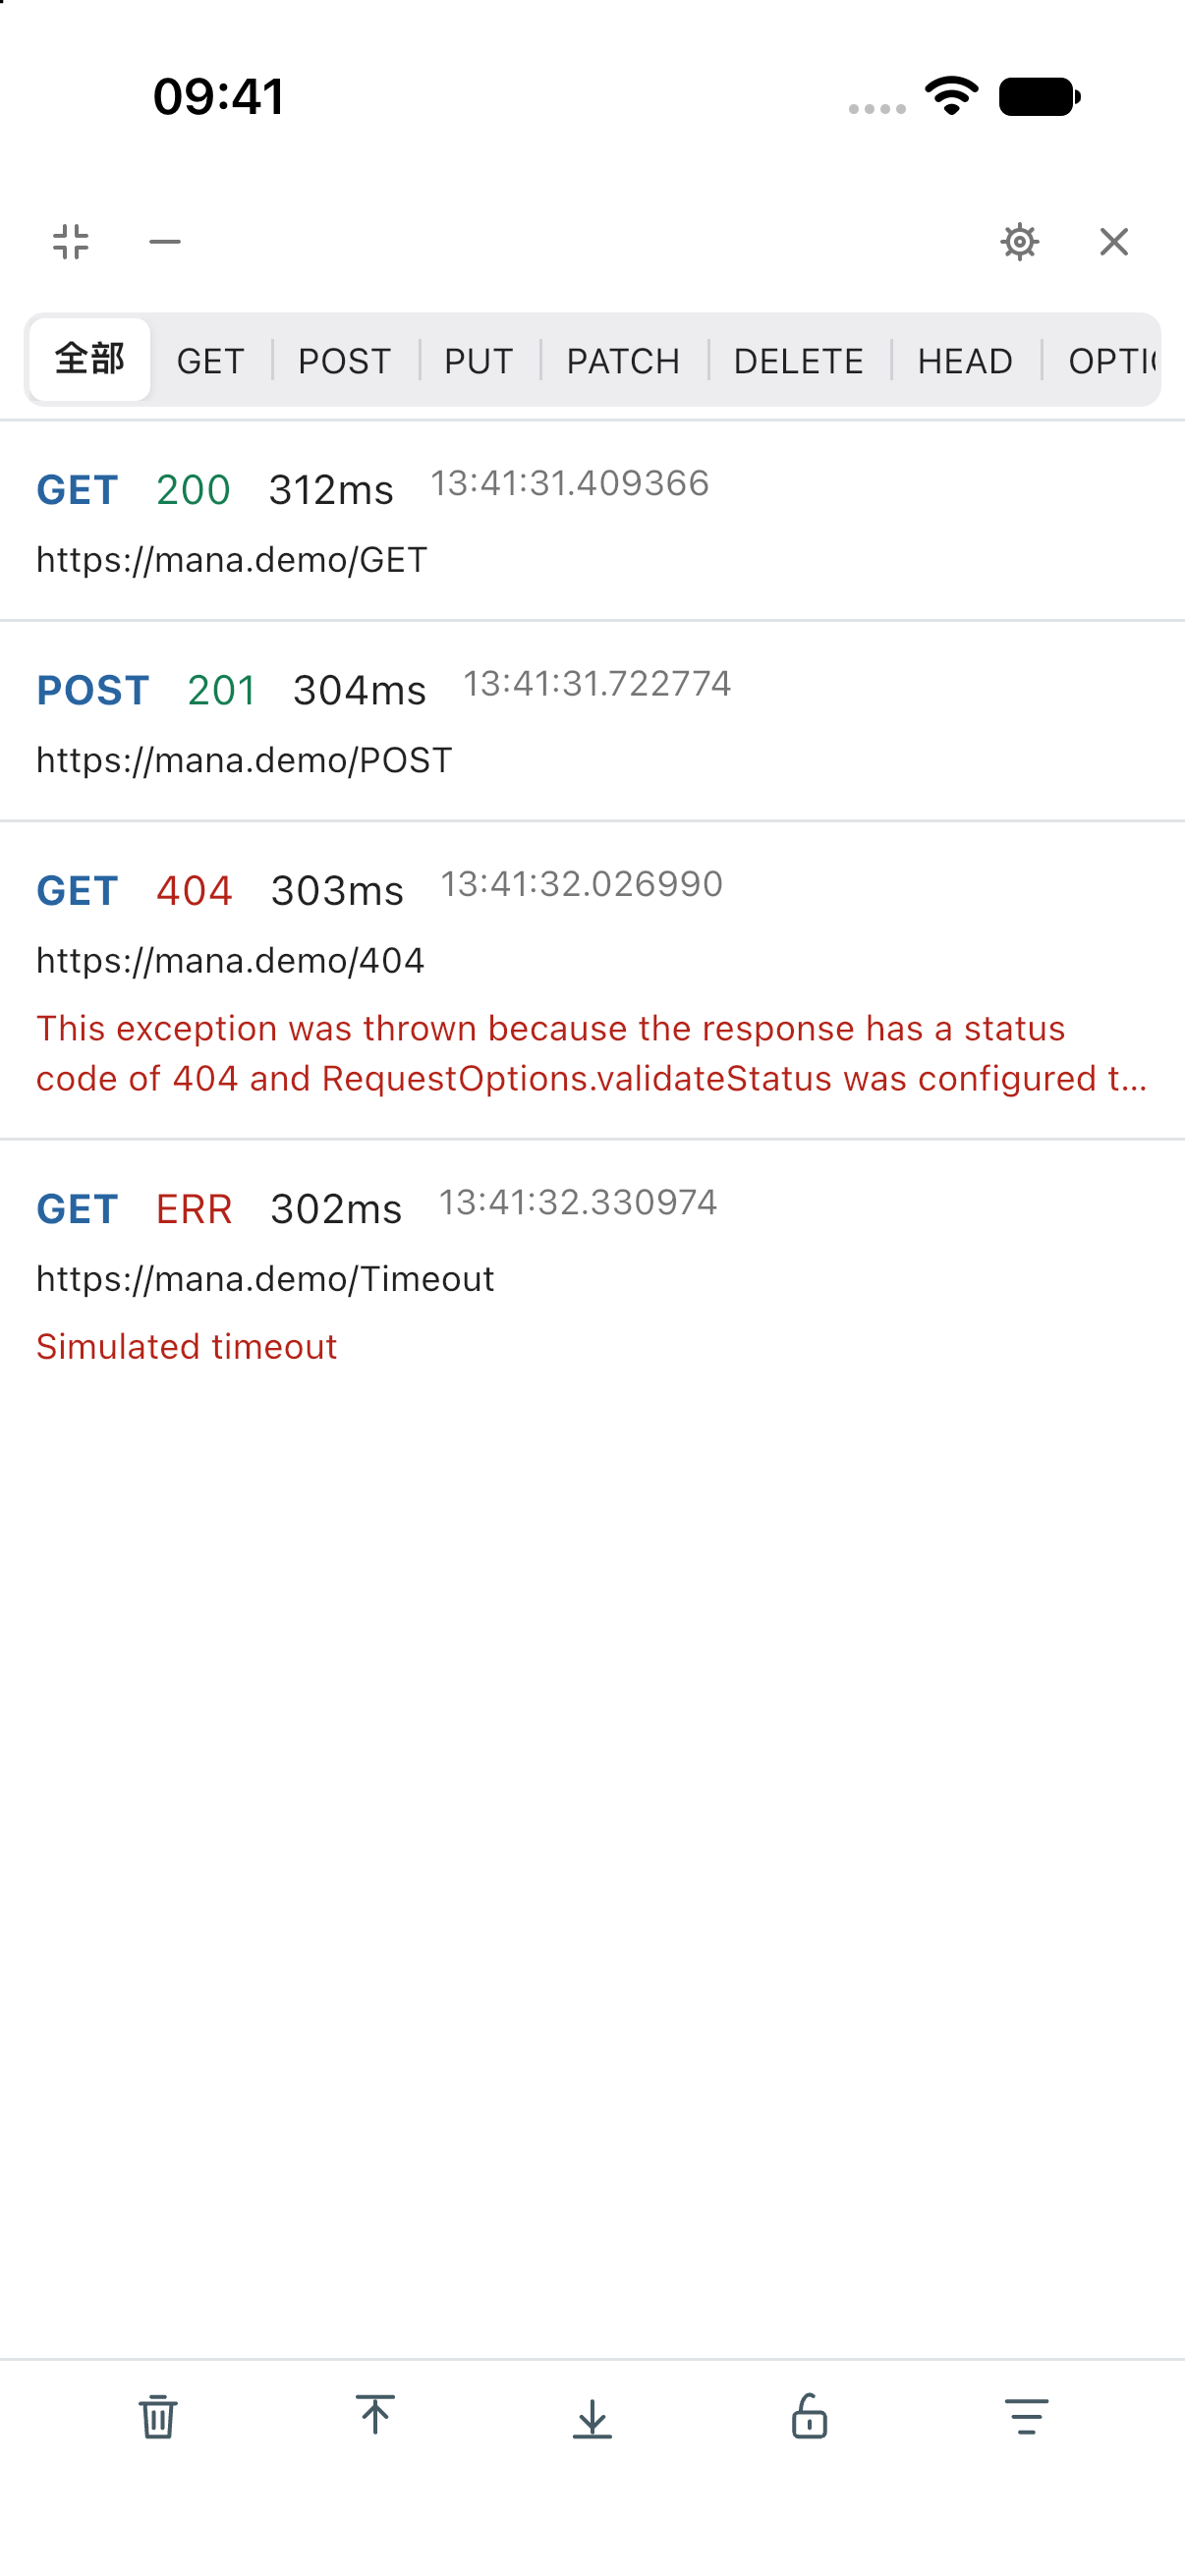 09:41
全部 GET POST PUT PATCH DELETE HEAD OPTI
GET 200 312ms 13:41:31.409366
https://mana.demo/GET
POST 201 304ms 13:41:31.722774
https://mana.demo/POST
GET 404 303ms 13:41:32.026990
https://mana.demo/404
This exception was thrown because the response has a status
code of 404 and RequestOptions.validateStatus was configured t...
GET ERR 302ms 13:41:32.330974
https://mana.demo/Timeout
Simulated timeout